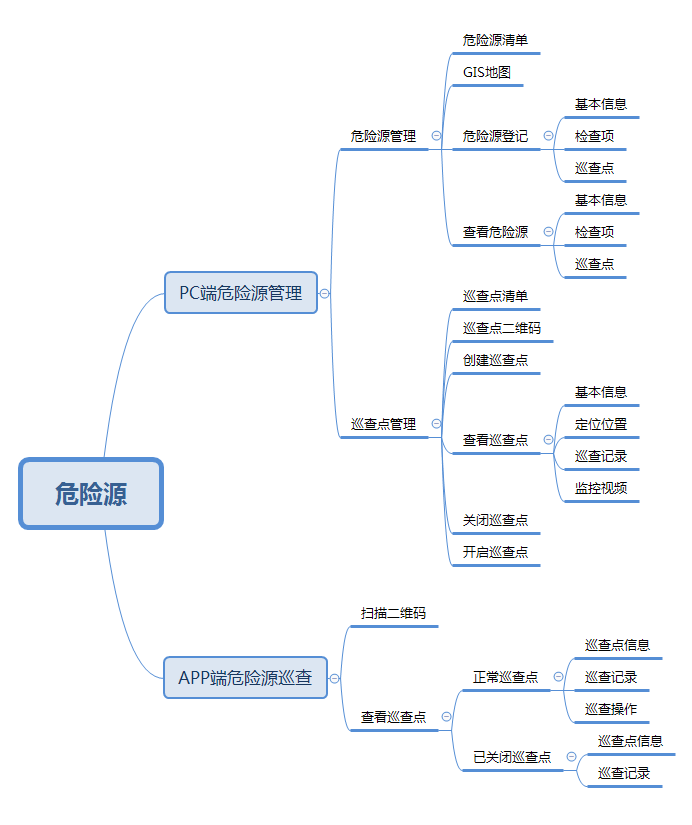 危险源
PC端危险源管理
危险源管理
危险源清单
GIS地图
危险源登记
基本信息
检查项
巡查点
查看危险源
基本信息
检查项
巡查点
巡查点管理
巡查点清单
巡查点二维码
创建巡查点
查看巡查点
基本信息
定位位置
巡查记录
监控视频
关闭巡查点
开启巡查点
APP端危险源巡查
扫描二维码
查看巡查点
正常巡查点
巡查点信息
巡查记录
巡查操作
已关闭巡查点
巡查点信息
巡查记录